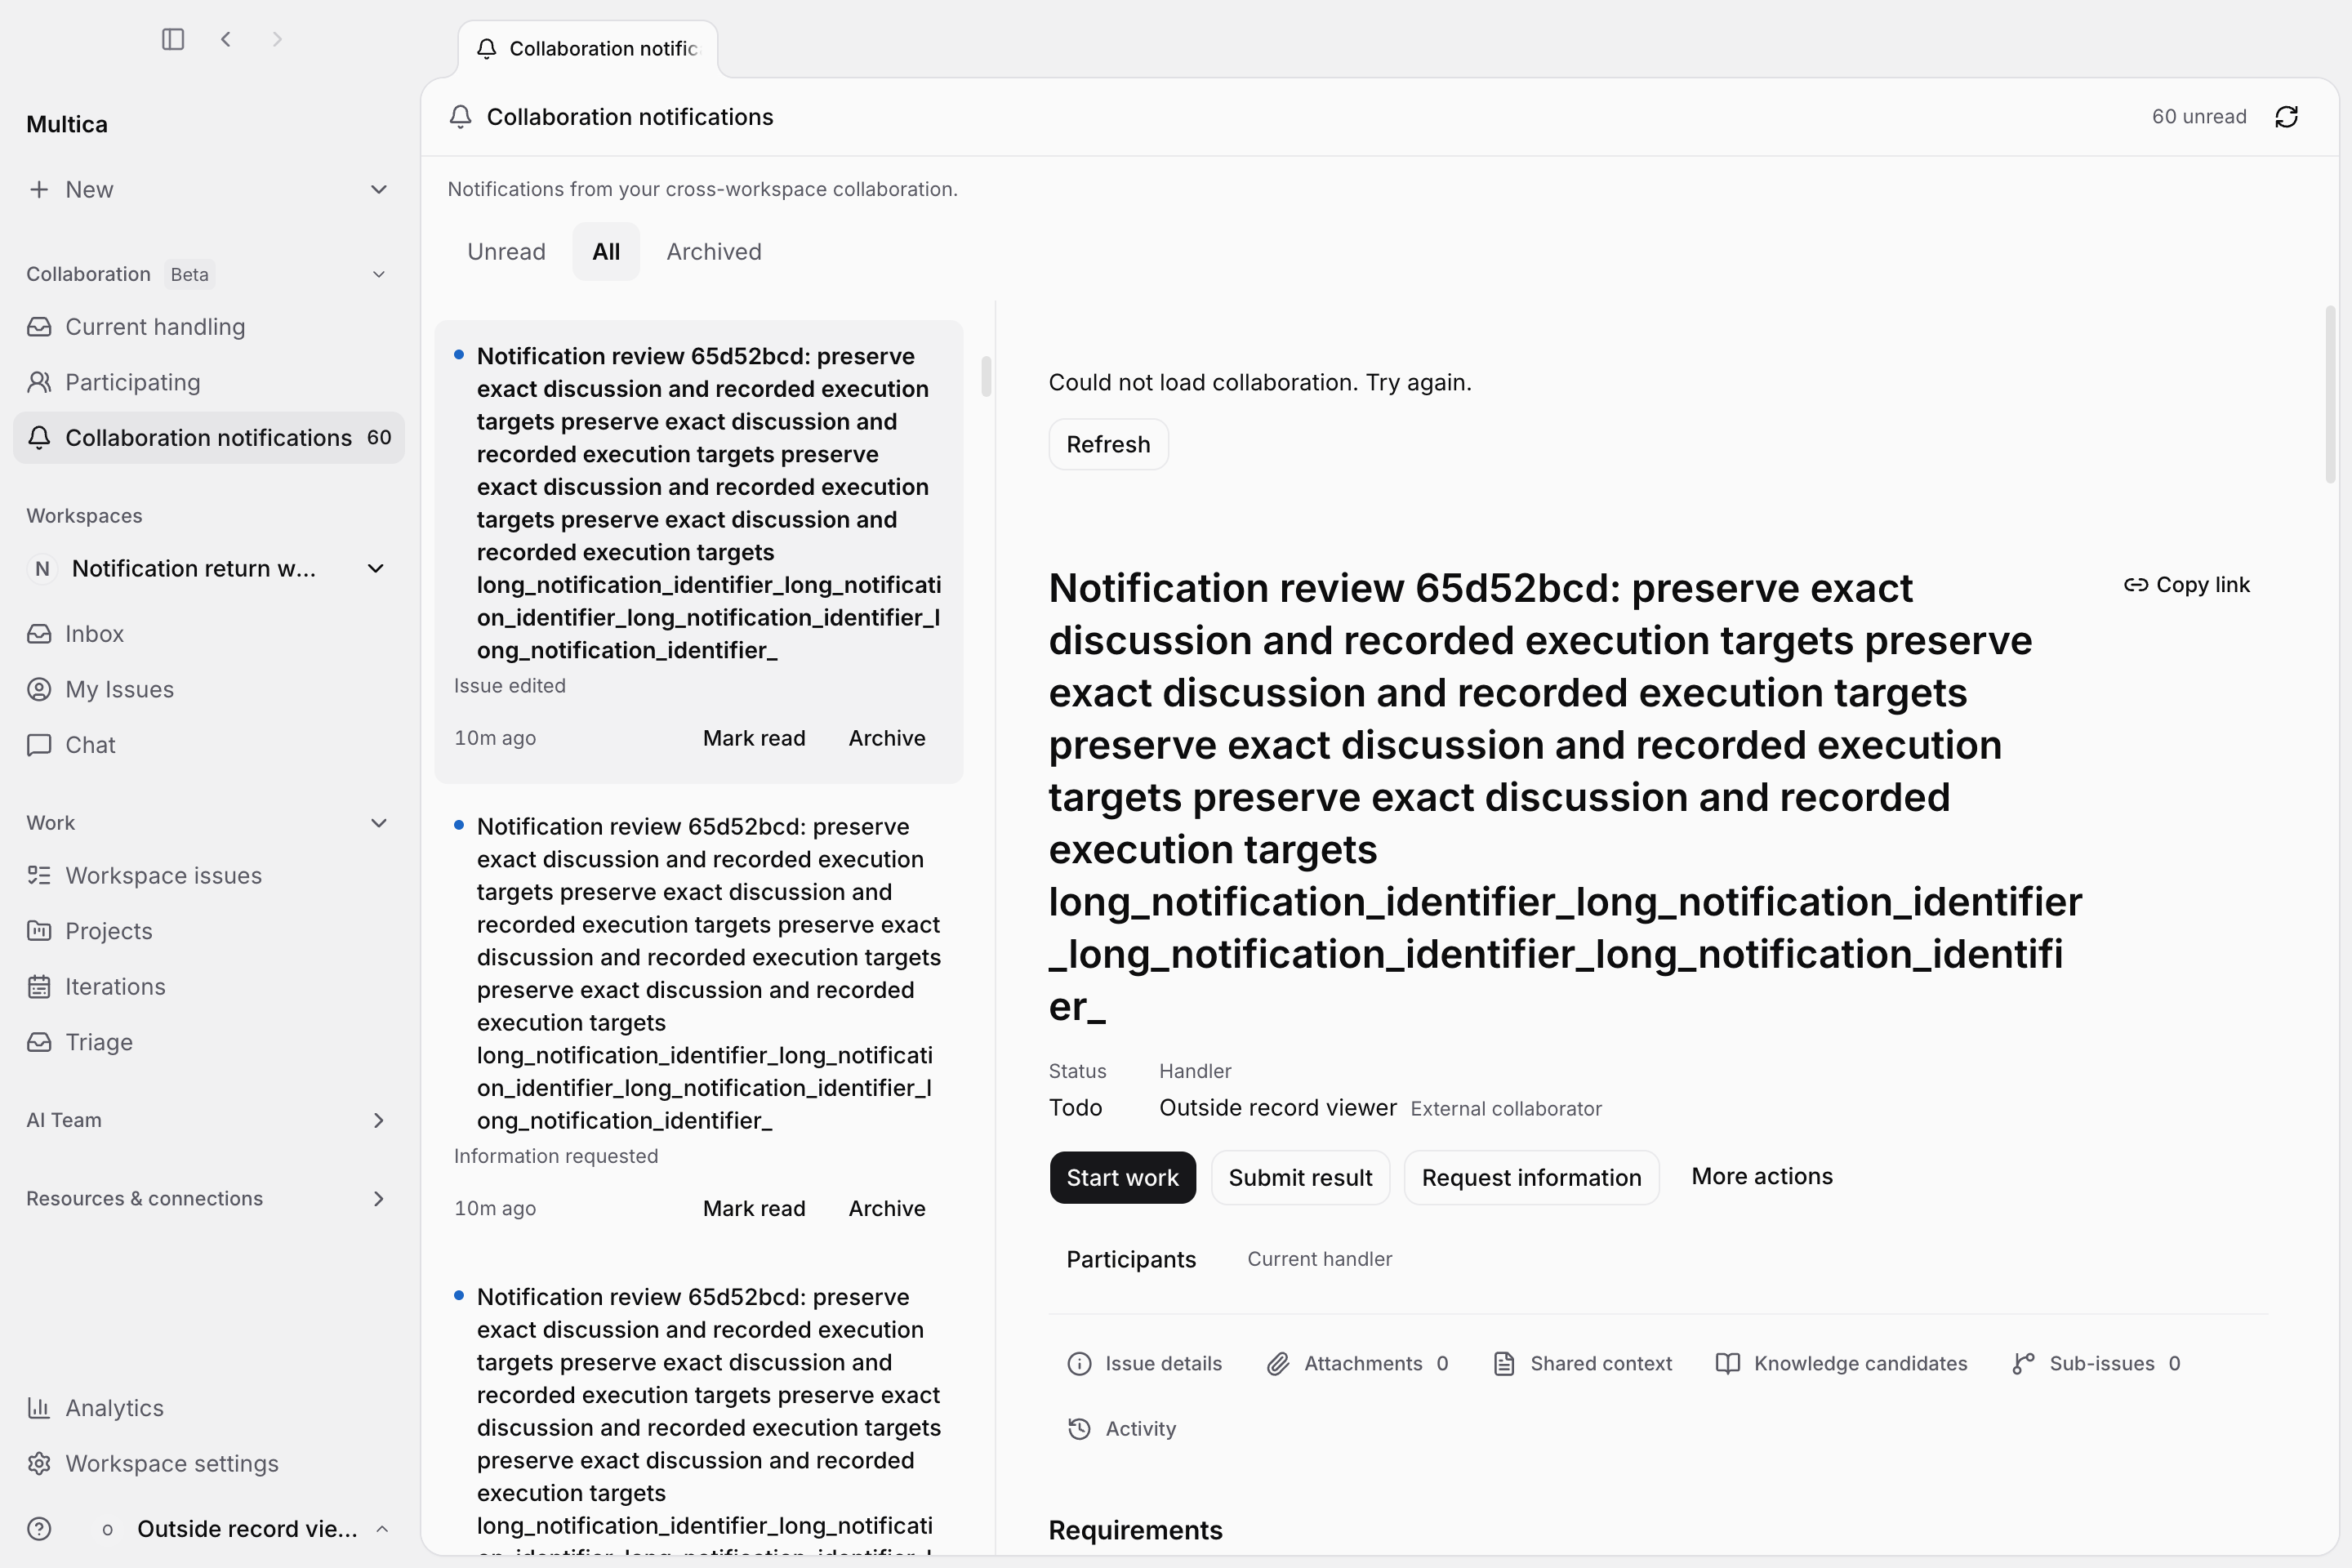 Collaboration notific
Multica
New
Collaboration Beta
Current handling
Participating
Collaboration notifications 60
Workspaces
N Notification return w...
Inbox
My Issues
Chat
Work
Workspace issues
Projects
Iterations
Triage
AI Team
Resources & connections
Analytics
Workspace settings
O Outside record vie...
Collaboration notifications
60 unread
Notifications from your cross-workspace collaboration.
Unread All Archived
Notification review 65d52bcd: preserve
exact discussion and recorded execution
targets preserve exact discussion and
recorded execution targets preserve
exact discussion and recorded execution
targets preserve exact discussion and
recorded execution targets
long_notification_identifier_long_notificati
on_identifier_long_notification_identifier_l
ong_notification_identifier_
Issue edited
10m ago Mark read Archive
Notification review 65d52bcd: preserve
exact discussion and recorded execution
targets preserve exact discussion and
recorded execution targets preserve exact
discussion and recorded execution targets
preserve exact discussion and recorded
execution targets
long_notification_identifier_long_notificati
on_identifier_long_notification_identifier_l
ong_notification_identifier_
Information requested
10m ago Mark read Archive
Notification review 65d52bcd: preserve
exact discussion and recorded execution
targets preserve exact discussion and
recorded execution targets preserve exact
discussion and recorded execution targets
preserve exact discussion and recorded
execution targets
long_notification_identifier_long_notificati
Could not load collaboration. Try again.
Refresh
Notification review 65d52bcd: preserve exact
discussion and recorded execution targets preserve
exact discussion and recorded execution targets
preserve exact discussion and recorded execution
targets preserve exact discussion and recorded
execution targets
long_notification_identifier_long_notification_identifier
_long_notification_identifier_long_notification_identifi
er_
Copy link
Status Handler
Todo Outside record viewer External collaborator
Start work Submit result Request information More actions
Participants Current handler
Issue details Attachments 0 Shared context Knowledge candidates Sub-issues 0
Activity
Requirements